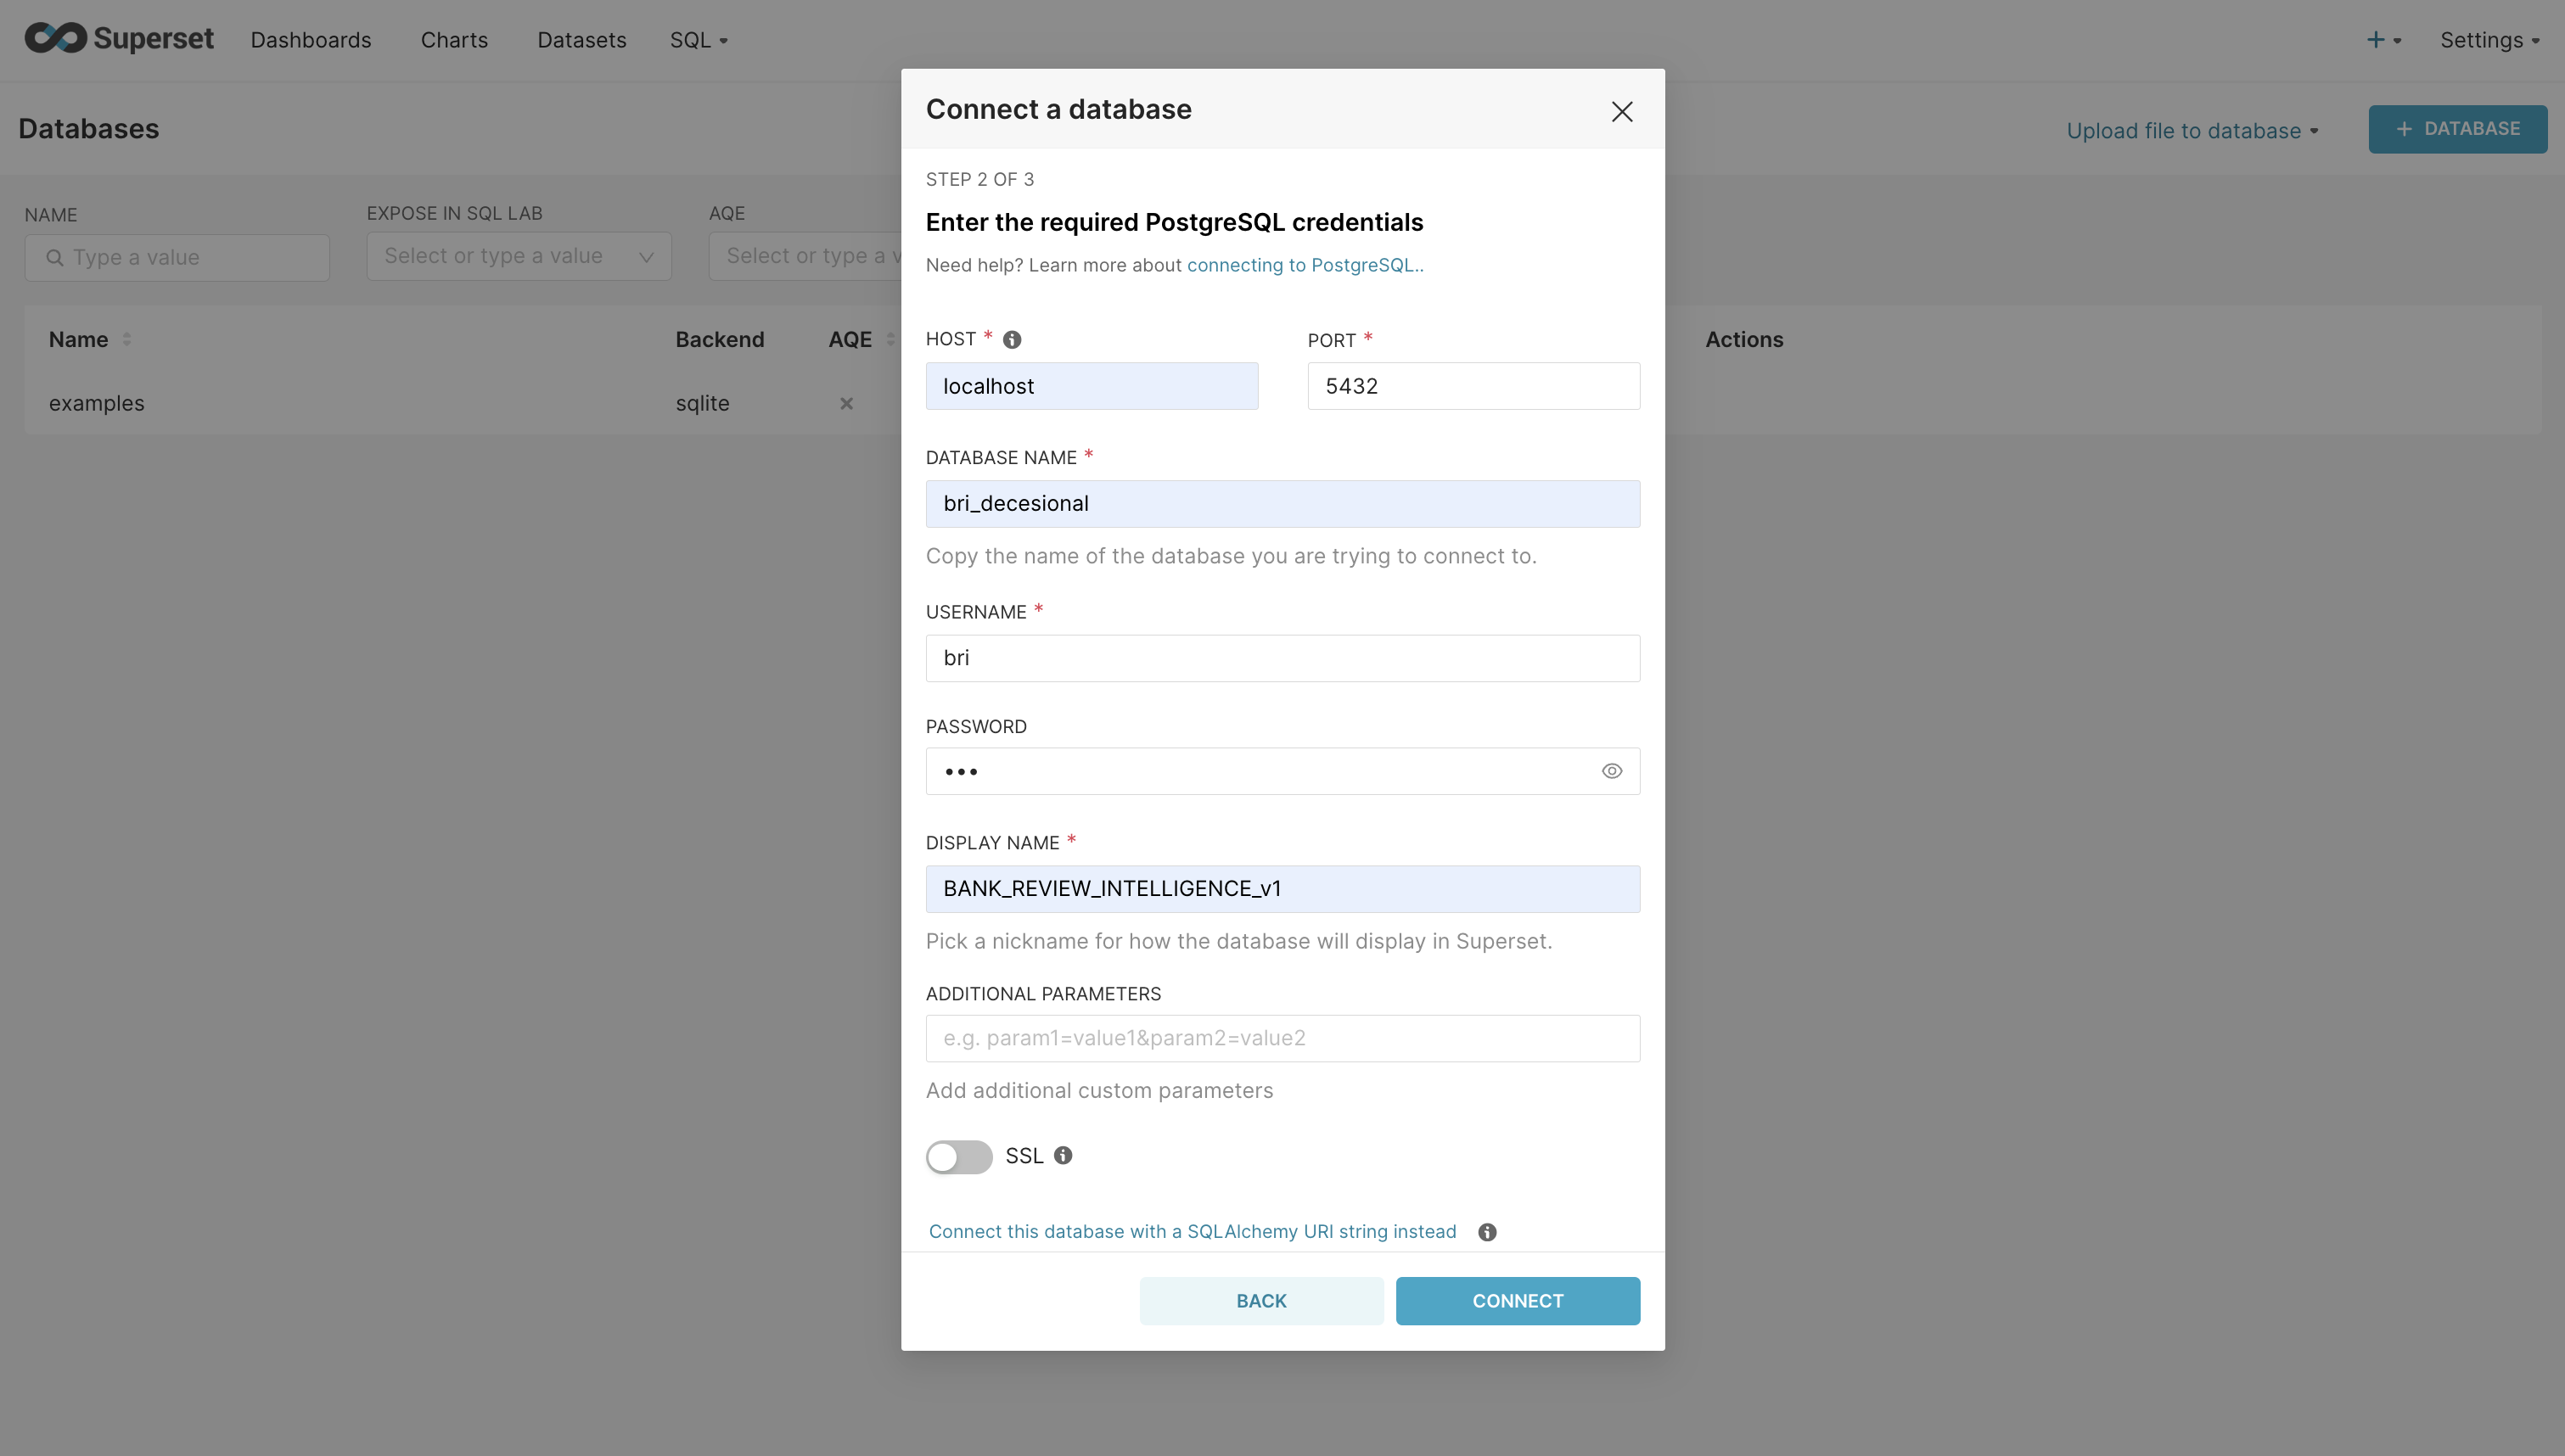 Superset Dashboards Charts Datasets SQL + Settings
Databases Upload file to database + DATABASE
NAME EXPOSE IN SQL LAB AQE
Type a value Select or type a value Select or type a v
Name Backend AQE Actions
examples sqlite
Connect a database
STEP 2 OF 3
Enter the required PostgreSQL credentials
Need help? Learn more about connecting to PostgreSQL..
HOST * PORT *
localhost 5432
DATABASE NAME *
bri_decesional
Copy the name of the database you are trying to connect to.
USERNAME *
bri
PASSWORD
•••
DISPLAY NAME *
BANK_REVIEW_INTELLIGENCE_v1
Pick a nickname for how the database will display in Superset.
ADDITIONAL PARAMETERS
e.g. param1=value1&param2=value2
Add additional custom parameters
SSL
Connect this database with a SQLAlchemy URI string instead
BACK CONNECT